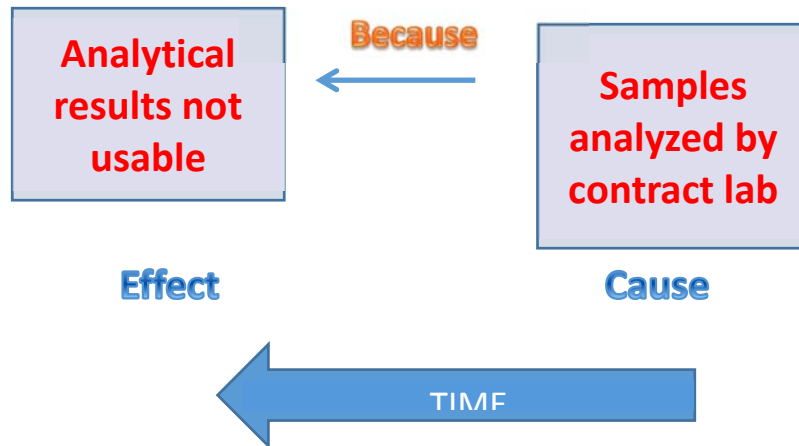 Because
Analytical
results not
usable
Samples
analyzed by
contract lab
Effect
Cause
TIME